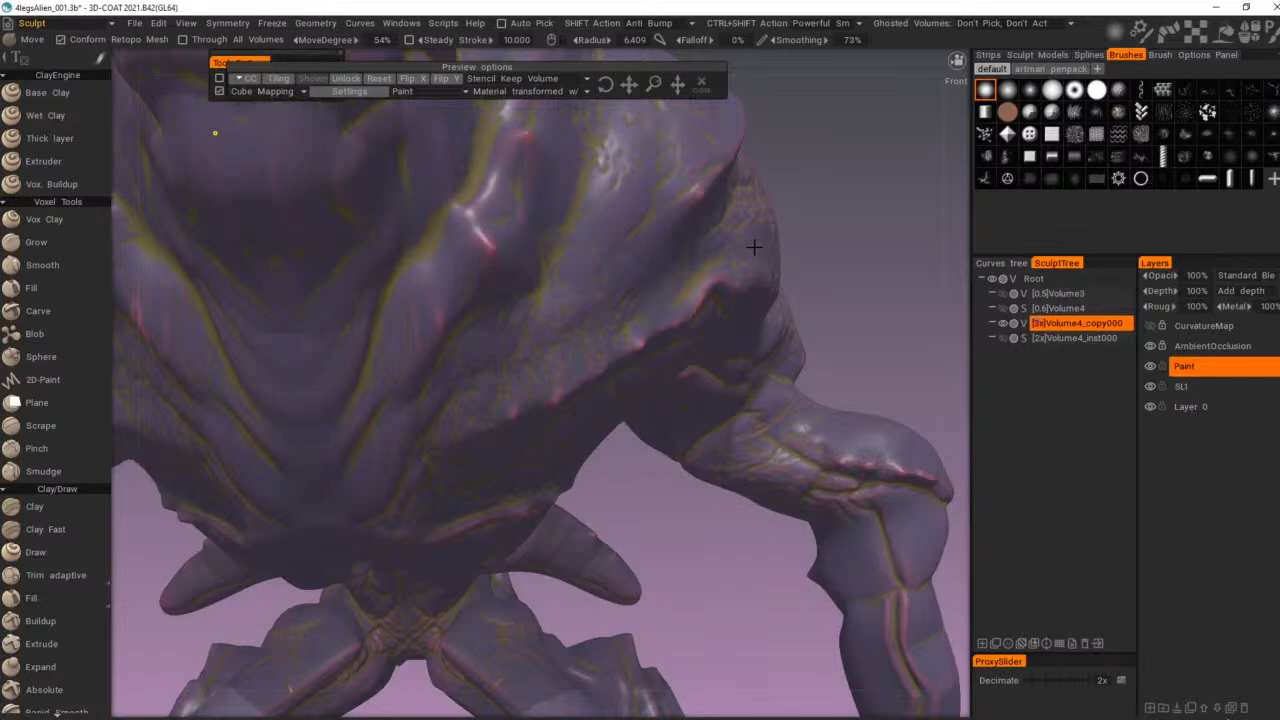 4legsAlien_001.3b* - 3D-COAT 2021.B42(GL64)
Sculpt File Edit View Symmetry Freeze Geometry Curves Windows Scripts Help Auto Pick SHIFT Action Anti Bump CTRL+SHIFT Action Powerful Sm Ghosted Volumes: Don't Pick, Don't Act
Move Conform Retopo Mesh Through All Volumes MoveDegree 54% Steady Stroke 10.000 Radius 6.409 Falloff 0% Smoothing 73%
Preview options
CC Tiling Shown Unlock Reset Flip X Flip Y Stencil Keep Volume
Cube Mapping Settings Paint Material transformed w/ CLOSE
Front
Strips Sculpt Models Splines Brushes Brush Options Panel
default artman penpack +
ClayEngine
Base Clay
Wet Clay
Thick layer
Extruder
Vox. Buildup
Voxel Tools
Vox Clay
Grow
Smooth
Fill
Carve
Blob
Sphere
2D-Paint
Plane
Scrape
Pinch
Smudge
Clay/Draw
Clay
Clay Fast
Draw
Trim adaptive
Fill
Buildup
Extrude
Expand
Absolute
Rapid Smooth
Curves tree SculptTree
V Root
V [0.5]Volume3
S [0.6]Volume4
V [3x]Volume4_copy000
S [2x]Volume4_inst000
ProxySlider
Decimate 2x
Layers
Opaci 100% Standard Ble
Depth 100% Add depth
Roug 100% Metal 100%
CurvatureMap
AmbientOcclusion
Paint
SL1
Layer 0